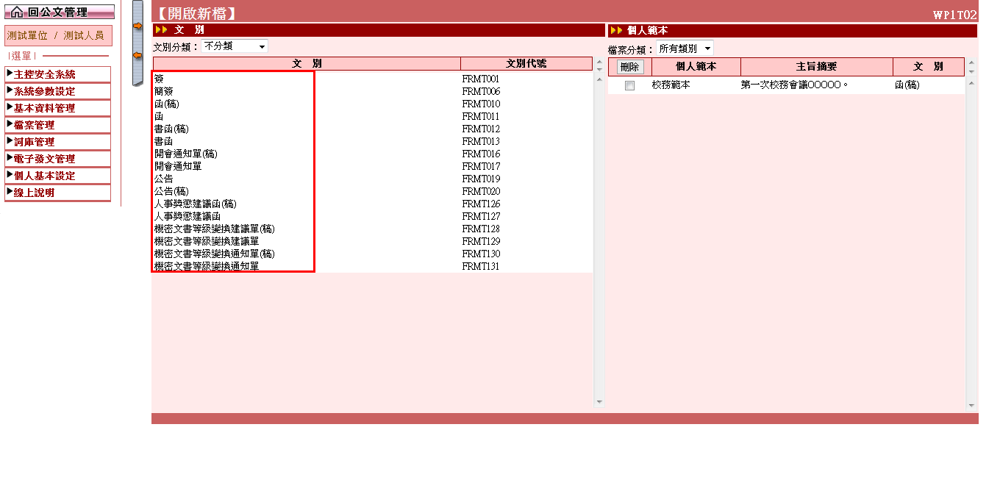 回公文管理
測試單位 / 測試人員
選單
主控安全系統
系統參數設定
基本資料管理
檔案管理
詞庫管理
電子發文管理
個人基本設定
線上說明
【開啟新檔】 WP1T02
文 別
文別分類： 不分類
文 別 文別代號
簽 FRMT001
簡簽 FRMT006
函(稿) FRMT010
函 FRMT011
書函(稿) FRMT012
書函 FRMT013
開會通知單(稿) FRMT016
開會通知單 FRMT017
公告 FRMT019
公告(稿) FRMT020
人事獎懲建議函(稿) FRMT126
人事獎懲建議函 FRMT127
機密文書等級變換建議單(稿) FRMT128
機密文書等級變換建議單 FRMT129
機密文書等級變換通知單(稿) FRMT130
機密文書等級變換通知單 FRMT131
個人範本
檔案分類： 所有類別
刪除 個人範本 主旨摘要 文 別
校務範本 第一次校務會議OOOOO。 函(稿)